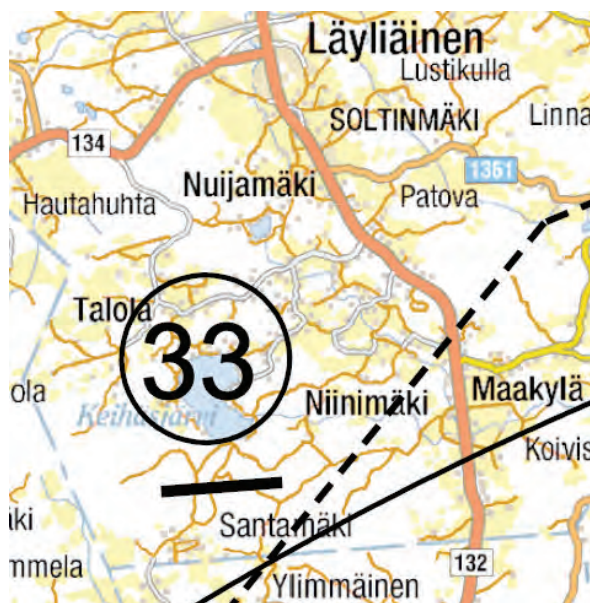 Läyliäinen
Lustikulla
SOLTINMÄKI
Linna
134
1361
Nuijamäki
Patova
Hautahuhta
Talola
33
ola
Keihäsjärvi
Niinimäki
Maakylä
Koivis
Santamäki
ki
mmela
132
Ylimmäinen